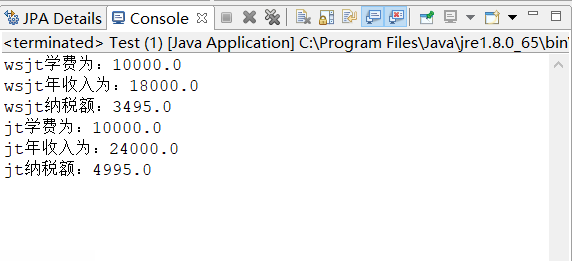 JPA Details Console
<terminated> Test (1) [Java Application] C:\Program Files\Java\jre1.8.0_65\bin\
wsjt学费为：10000.0
wsjt年收入为：18000.0
wsjt纳税额：3495.0
jt学费为：10000.0
jt年收入为：24000.0
jt纳税额：4995.0